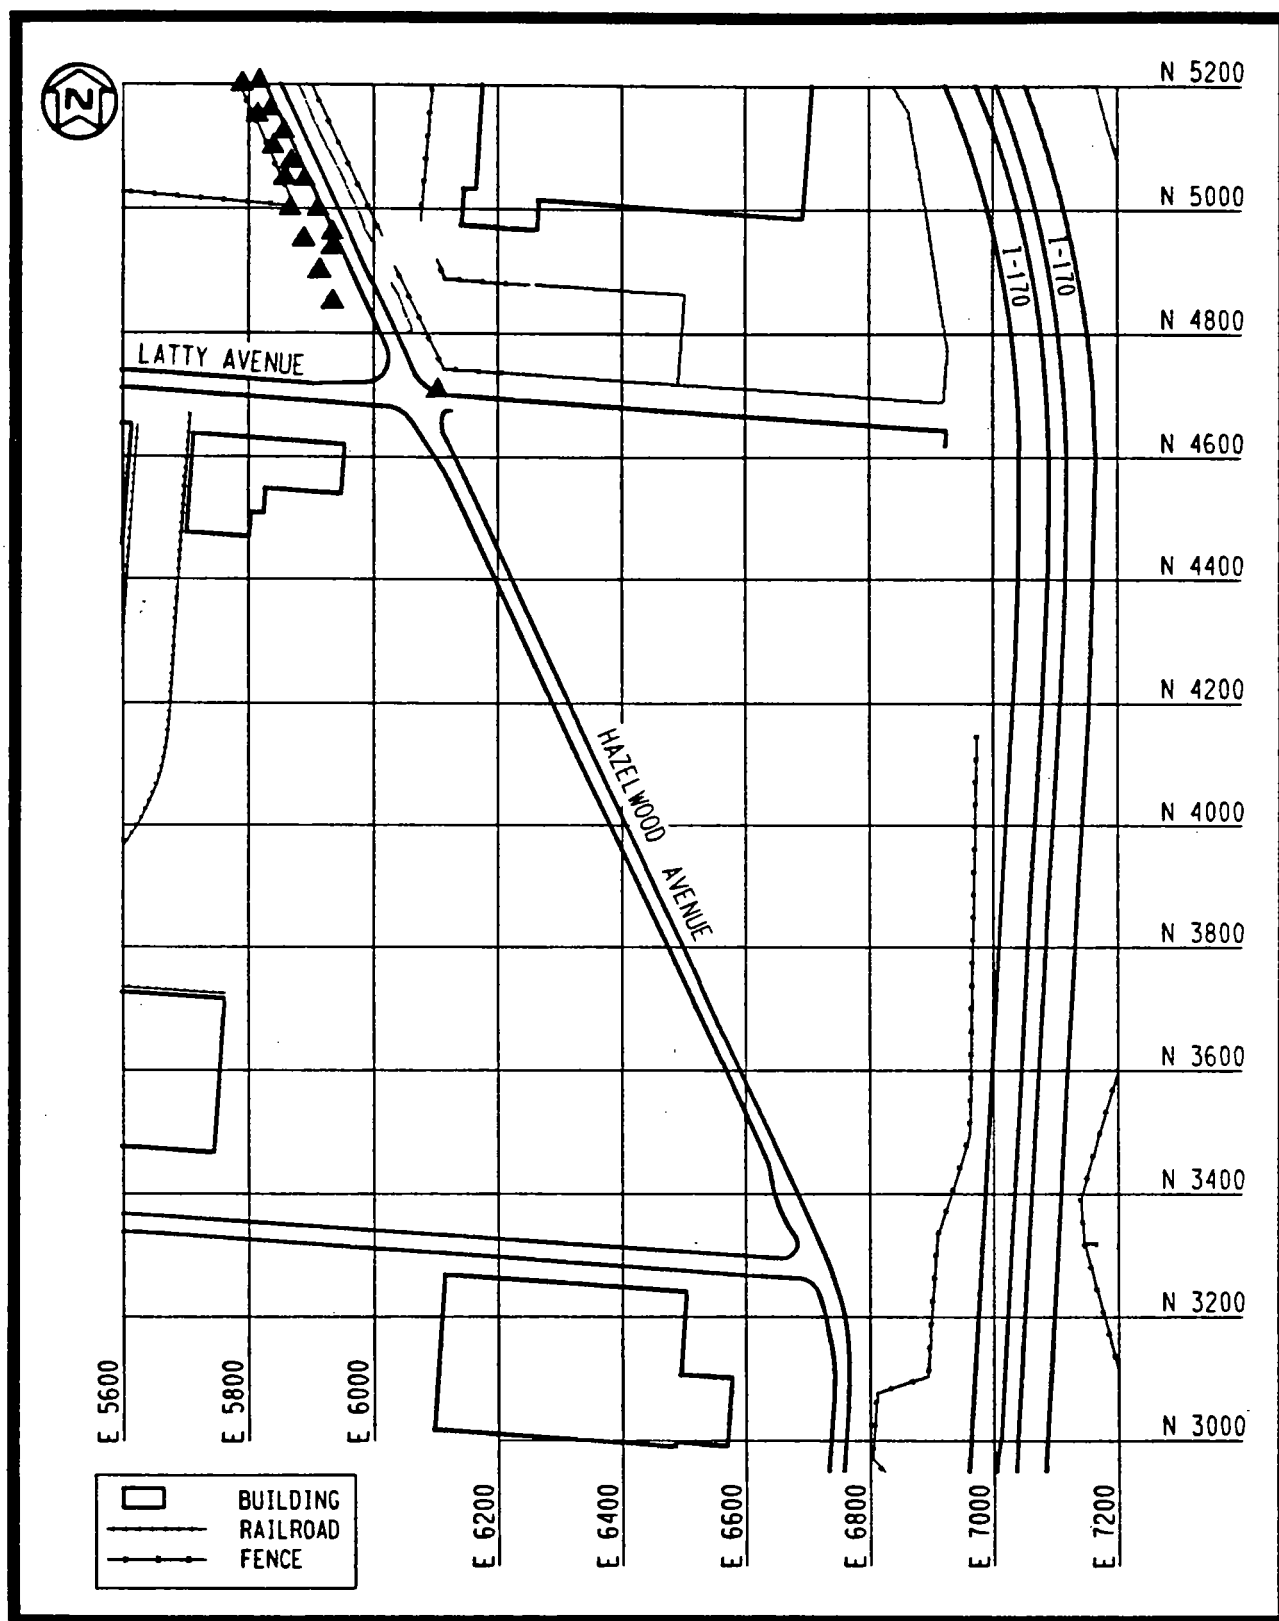 N
N 5200
N 5000
I-170
I-170
N 4800
LATTY AVENUE
N 4600
N 4400
N 4200
HAZELWOOD AVENUE
N 4000
N 3800
N 3600
N 3400
N 3200
E 5600
E 5800
E 6000
N 3000
E 6200
E 6400
E 6600
E 6800
E 7000
E 7200
BUILDING
RAILROAD
FENCE